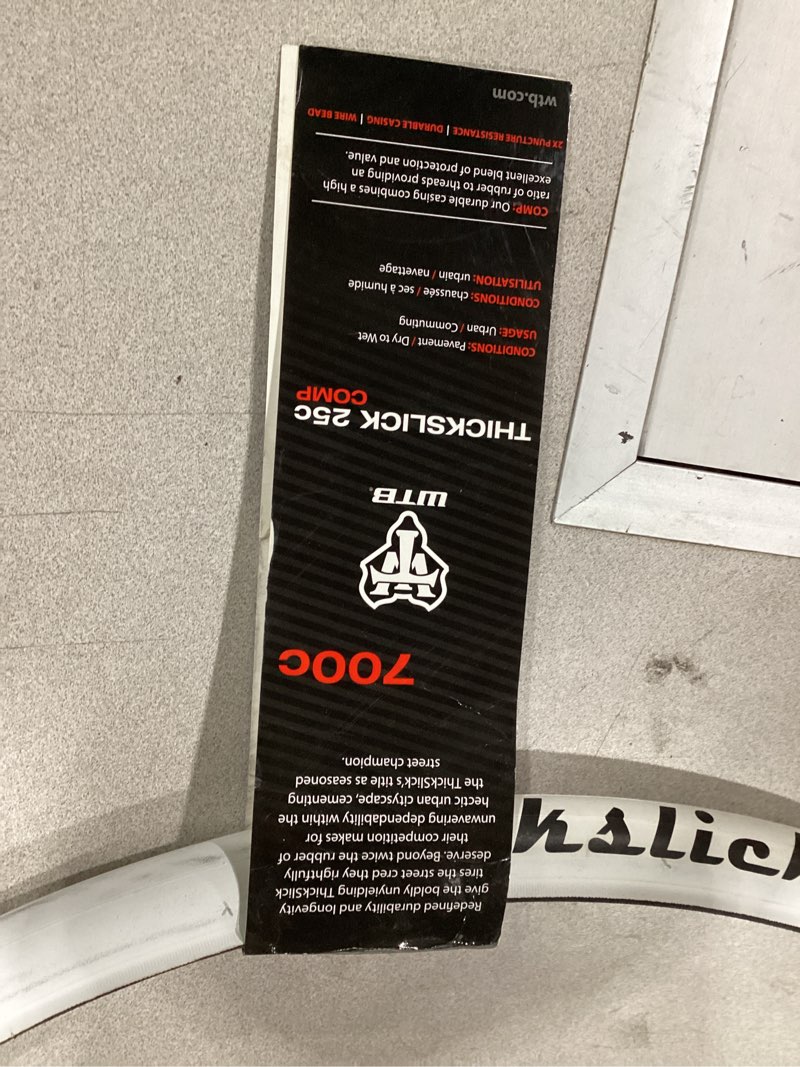 Redefined durability and longevity
give the boldly unyielding ThickSlick
tires the street cred they rightfully
deserve. Beyond twice the rubber of
their competition makes for
unwavering dependability within the
hectic urban cityscape, cementing
the ThickSlick's title as seasoned
street champion.
700c
WTB®
THICKSLICK 25c
COMP
CONDITIONS: Pavement / Dry to Wet
USAGE: Urban / Commuting
CONDITIONS: chaussée / sec à humide
UTILISATION: urbain / navettage
COMP: Our durable casing combines a high
ratio of rubber to threads providing an
excellent blend of protection and value.
2X PUNCTURE RESISTANCE | DURABLE CASING | WIRE BEAD
wtb.com
kslick